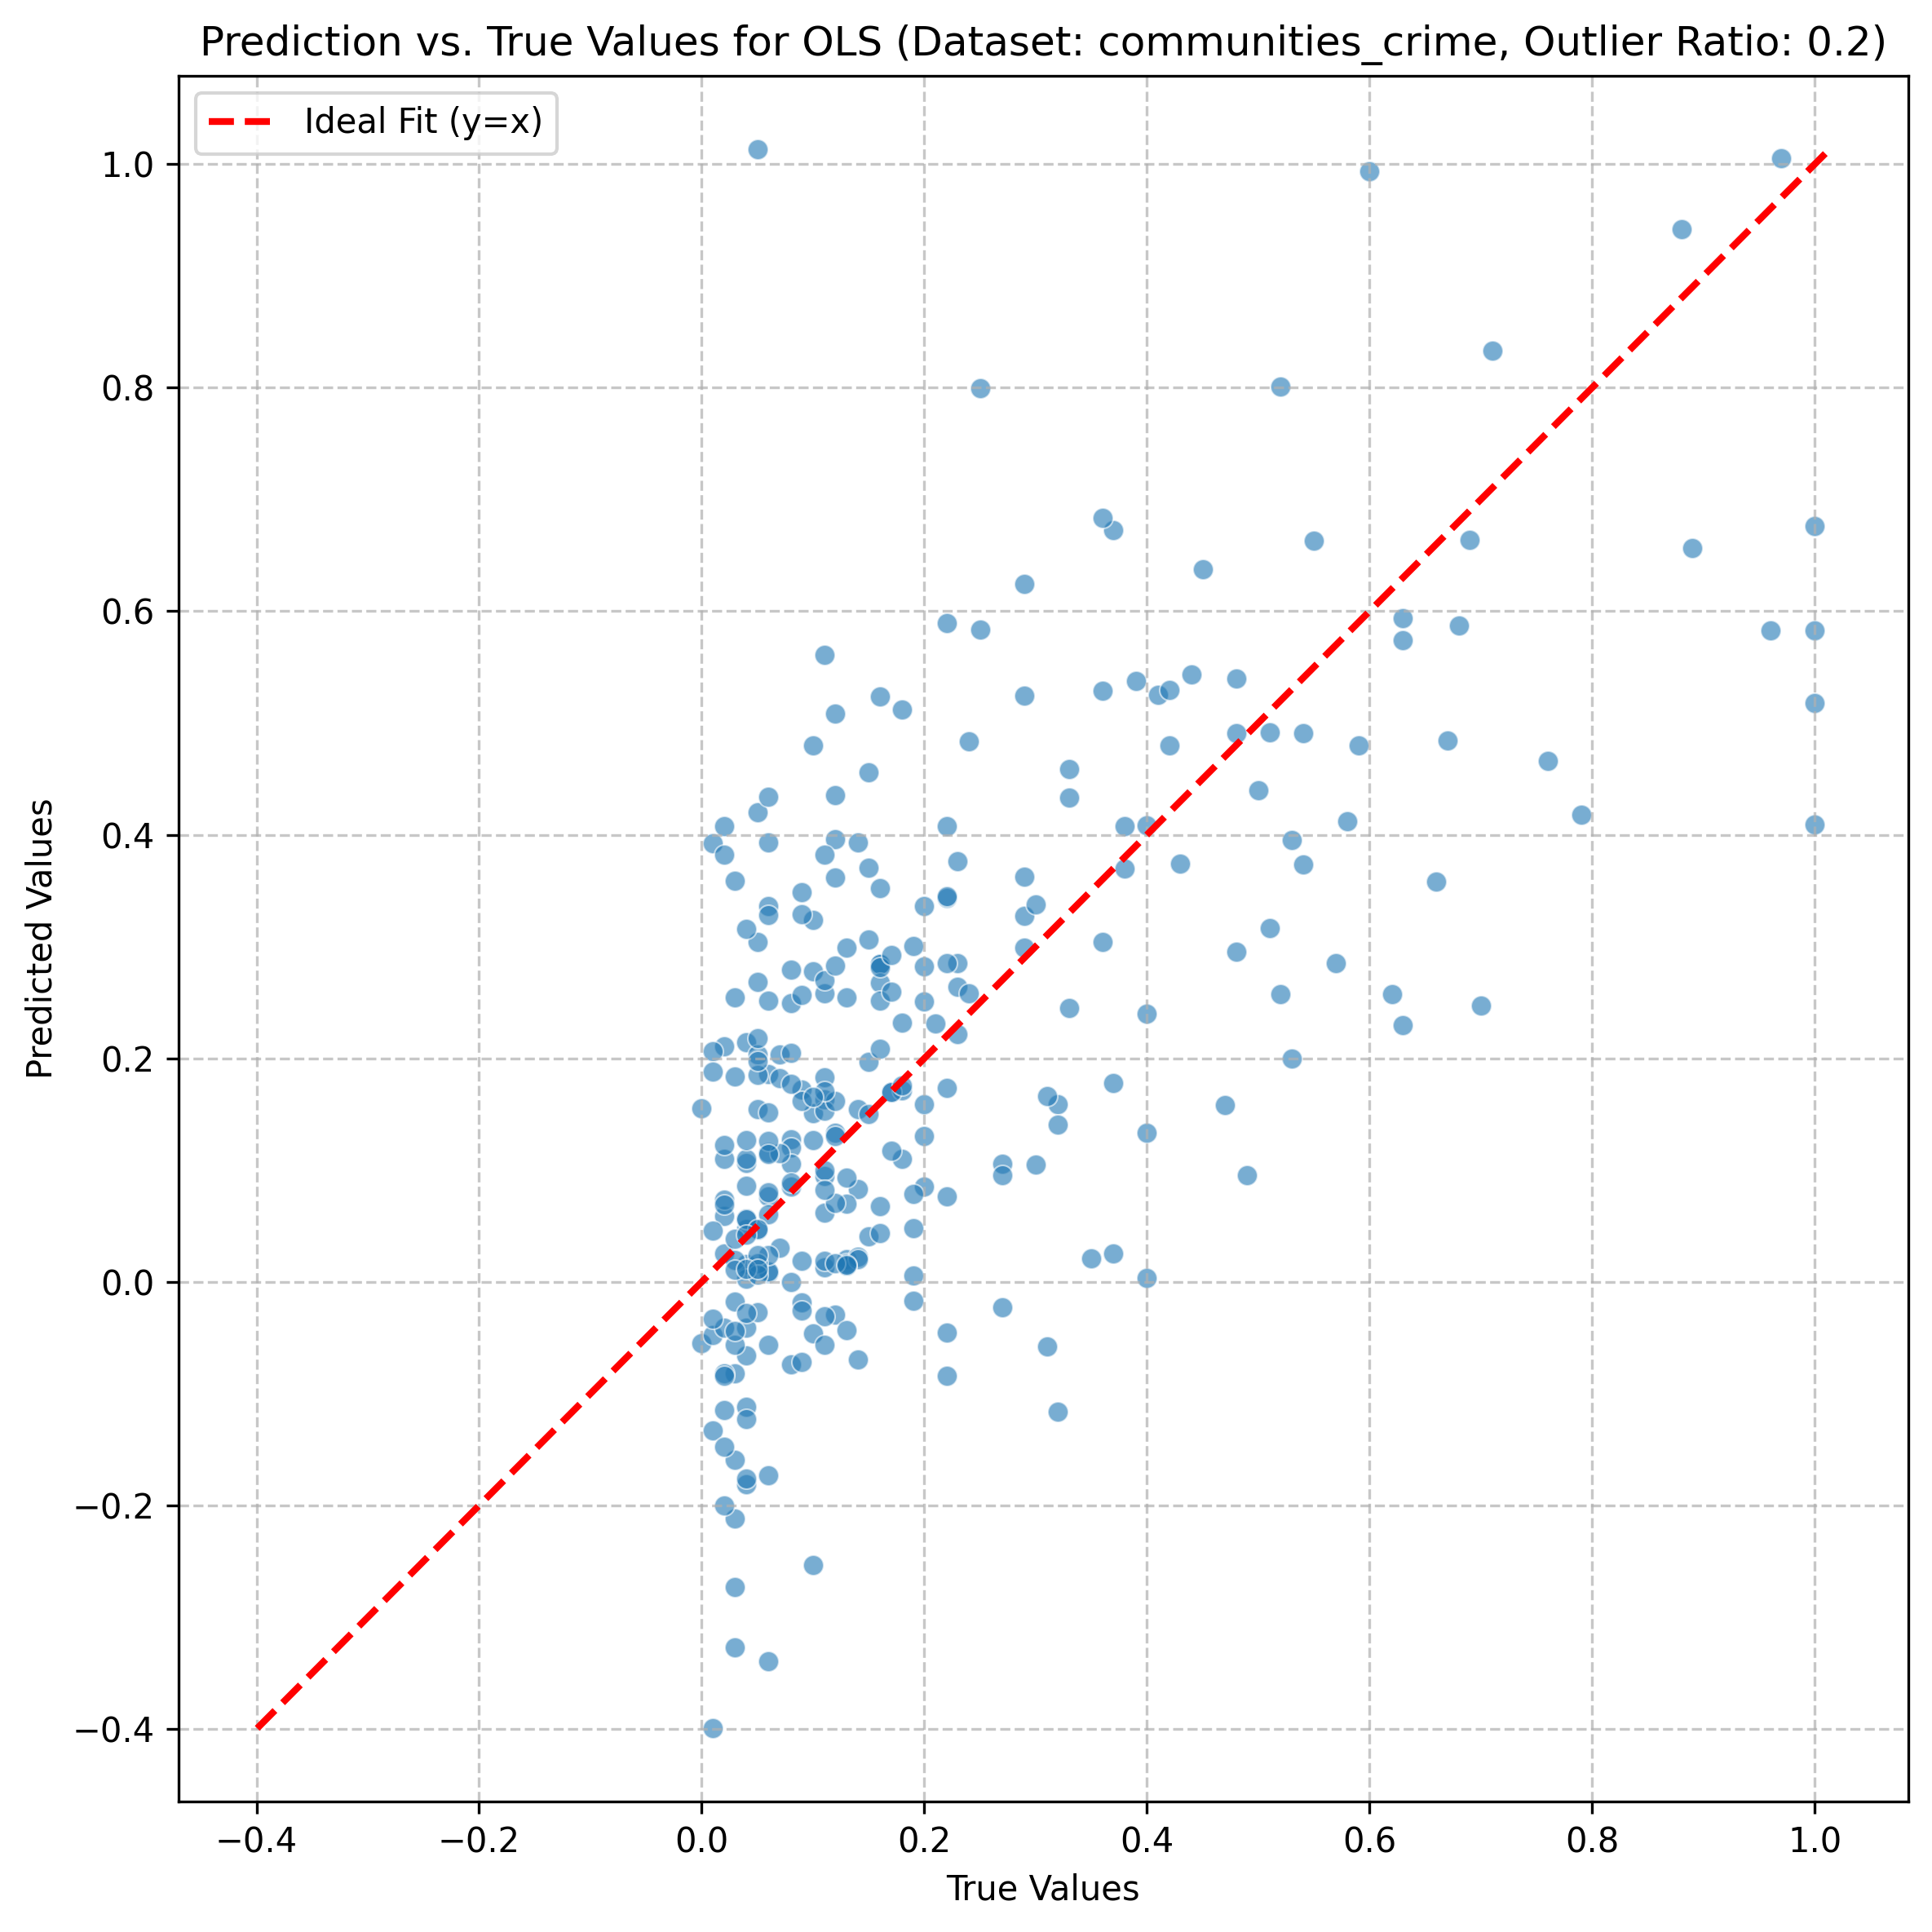 Prediction vs. True Values for OLS (Dataset: communities_crime, Outlier Ratio: 0.2)
Ideal Fit (y=x)
1.0
0.8
0.6
0.4
0.2
0.0
−0.2
−0.4
Predicted Values
−0.4 −0.2 0.0 0.2 0.4 0.6 0.8 1.0
True Values